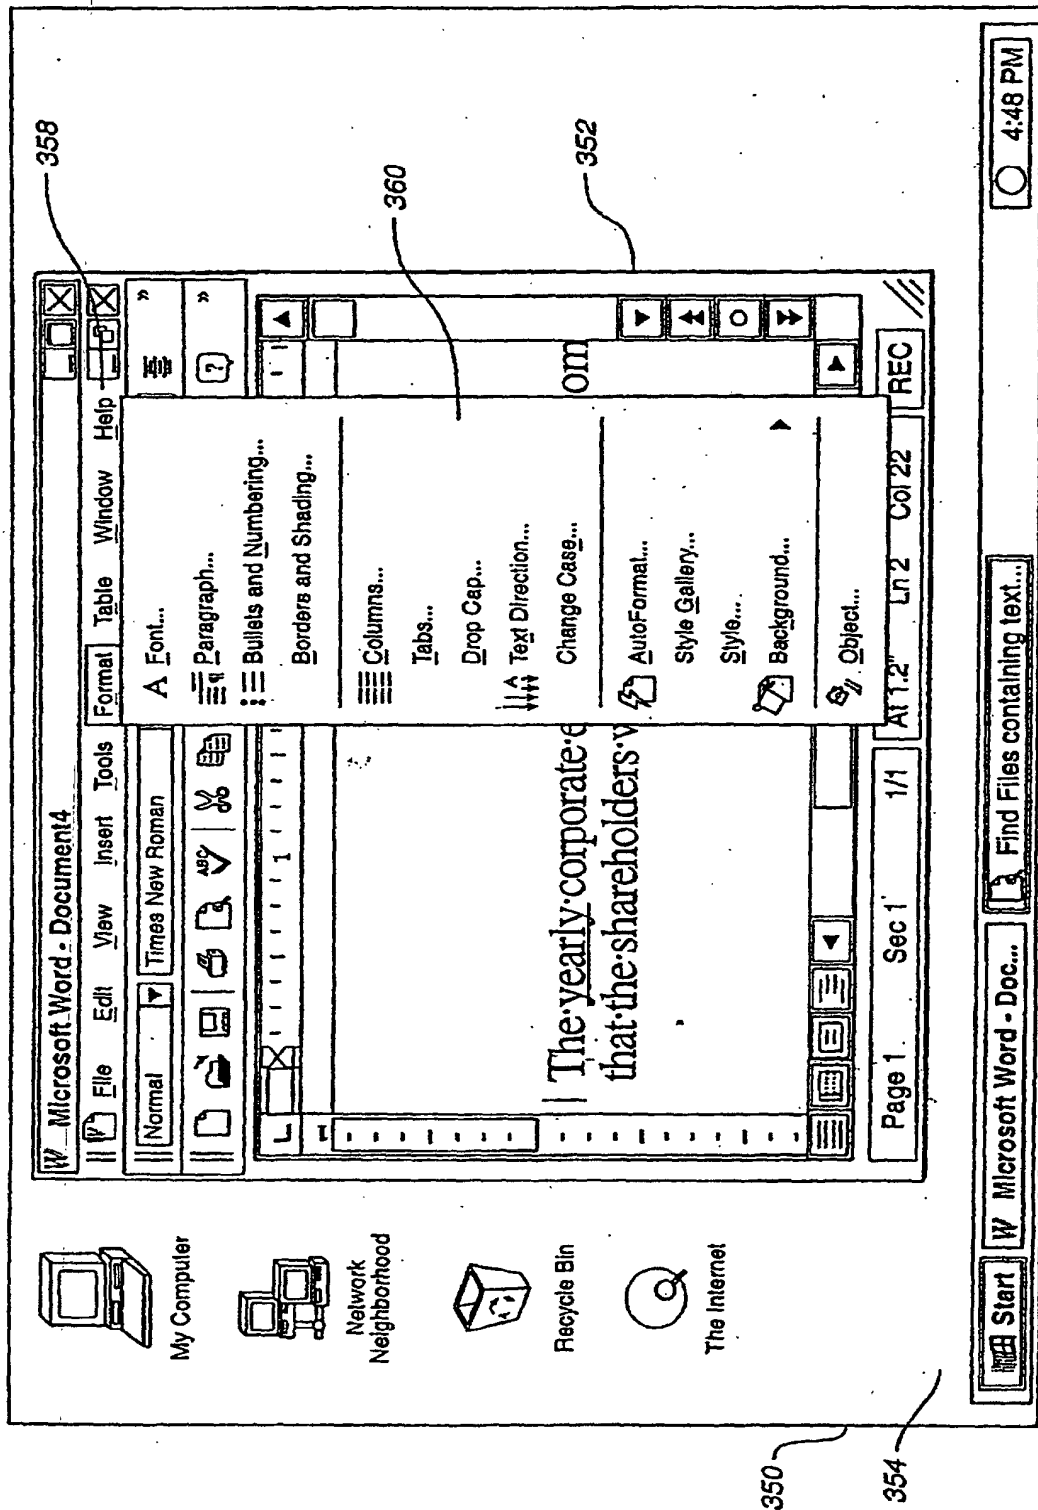 358
360
352
W Microsoft Word - Document4
File Edit View Insert Tools Format Table Window Help
Normal Times New Roman »
ABC ? »
L 1
A Font...
Paragraph...
Bullets and Numbering...
Borders and Shading...
Columns...
Tabs...
Drop Cap...
Text Direction...
Change Case...
AutoFormat...
Style Gallery...
Style...
Background...
Object...
The·yearly·corporate·e om
that·the·shareholders·v
Page 1 Sec 1 1/1 At 1.2" Ln 2 Col 22 REC
My Computer
Network
Neighborhood
Recycle Bin
The Internet
Start W Microsoft Word - Doc... Find Files containing text... 4:48 PM
350
354